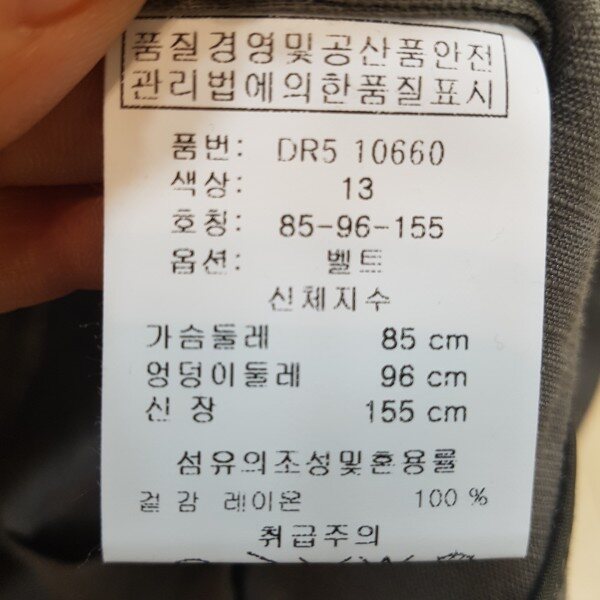 품질경영및공산품안전
관리법에의한품질표시
품번: DR5 10660
색상: 13
호칭: 85-96-155
옵션: 벨트
신체지수
가슴둘레 85 cm
엉덩이둘레 96 cm
신 장 155 cm
섬유의조성및혼용률
겉 감 레이온 100 %
취급주의